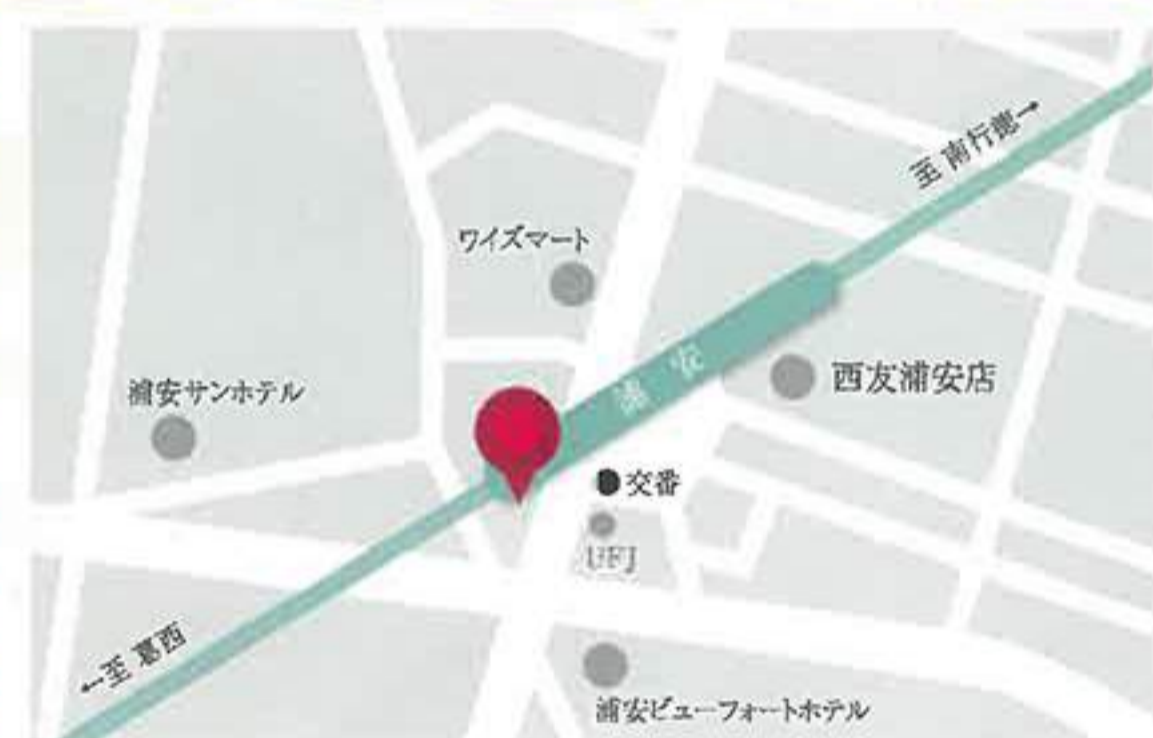 至 南行徳→
ワイズマート
浦安
西友浦安店
浦安サンホテル
交番
UFJ
←至 葛西
浦安ビューフォートホテル